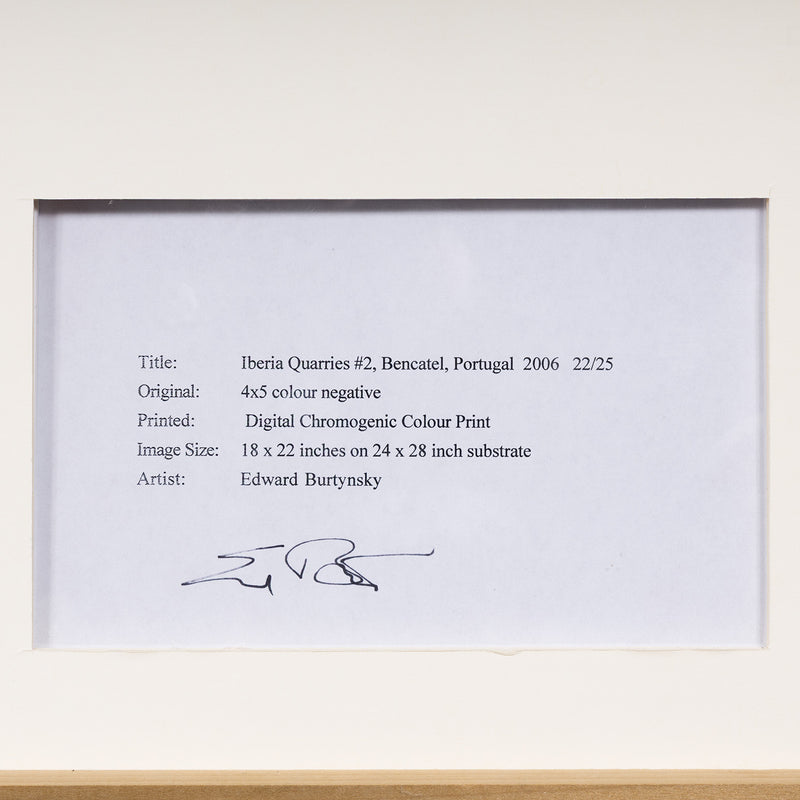 Title: Iberia Quarries #2, Bencatel, Portugal 2006 22/25
Original: 4x5 colour negative
Printed: Digital Chromogenic Colour Print
Image Size: 18 x 22 inches on 24 x 28 inch substrate
Artist: Edward Burtynsky